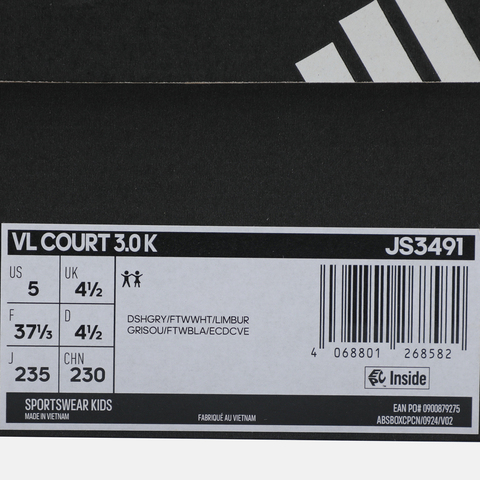 VL COURT 3.0 K JS3491
US 5 UK 4½
F 37⅓ D 4½
J 235 CHN 230
DSHGRY/FTWWHT/LIMBUR
GRISOU/FTWBLA/ECDCVE
4 068801 268582
Inside
SPORTSWEAR KIDS
MADE IN VIETNAM
FABRIQUÉ AU VIETNAM
EAN PO# 0900879275
ABSBOXCPCN/0924/V02